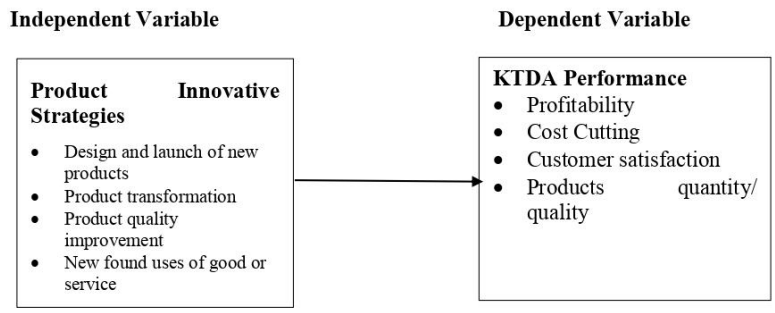 Independent Variable
Dependent Variable
Product Innovative
Strategies
• Design and launch of new
products
• Product transformation
• Product quality
improvement
• New found uses of good or
service
KTDA Performance
• Profitability
• Cost Cutting
• Customer satisfaction
• Products quantity/
quality